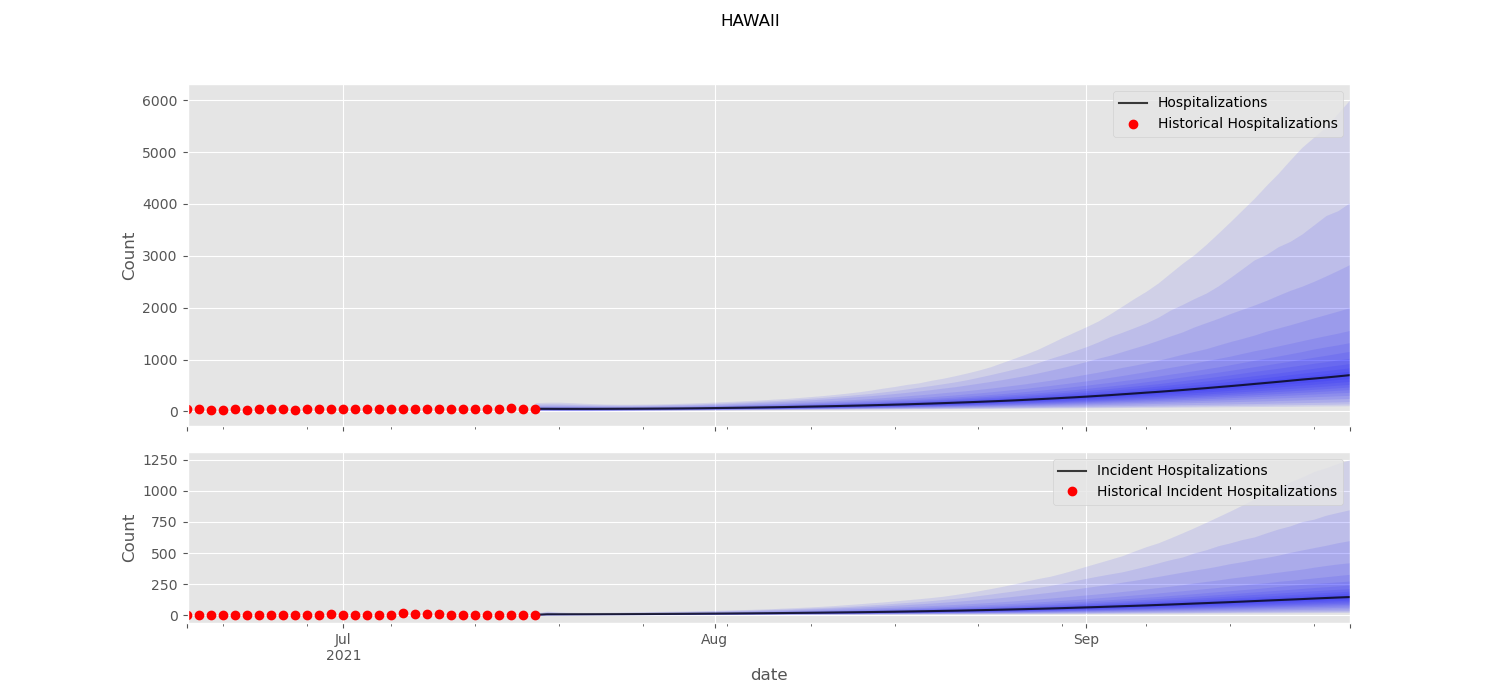 HAWAII
6000
5000
4000
3000
2000
1000
0
Count
Hospitalizations
Historical Hospitalizations
1250
1000
750
500
250
0
Count
Incident Hospitalizations
Historical Incident Hospitalizations
Jul
2021
Aug
Sep
date